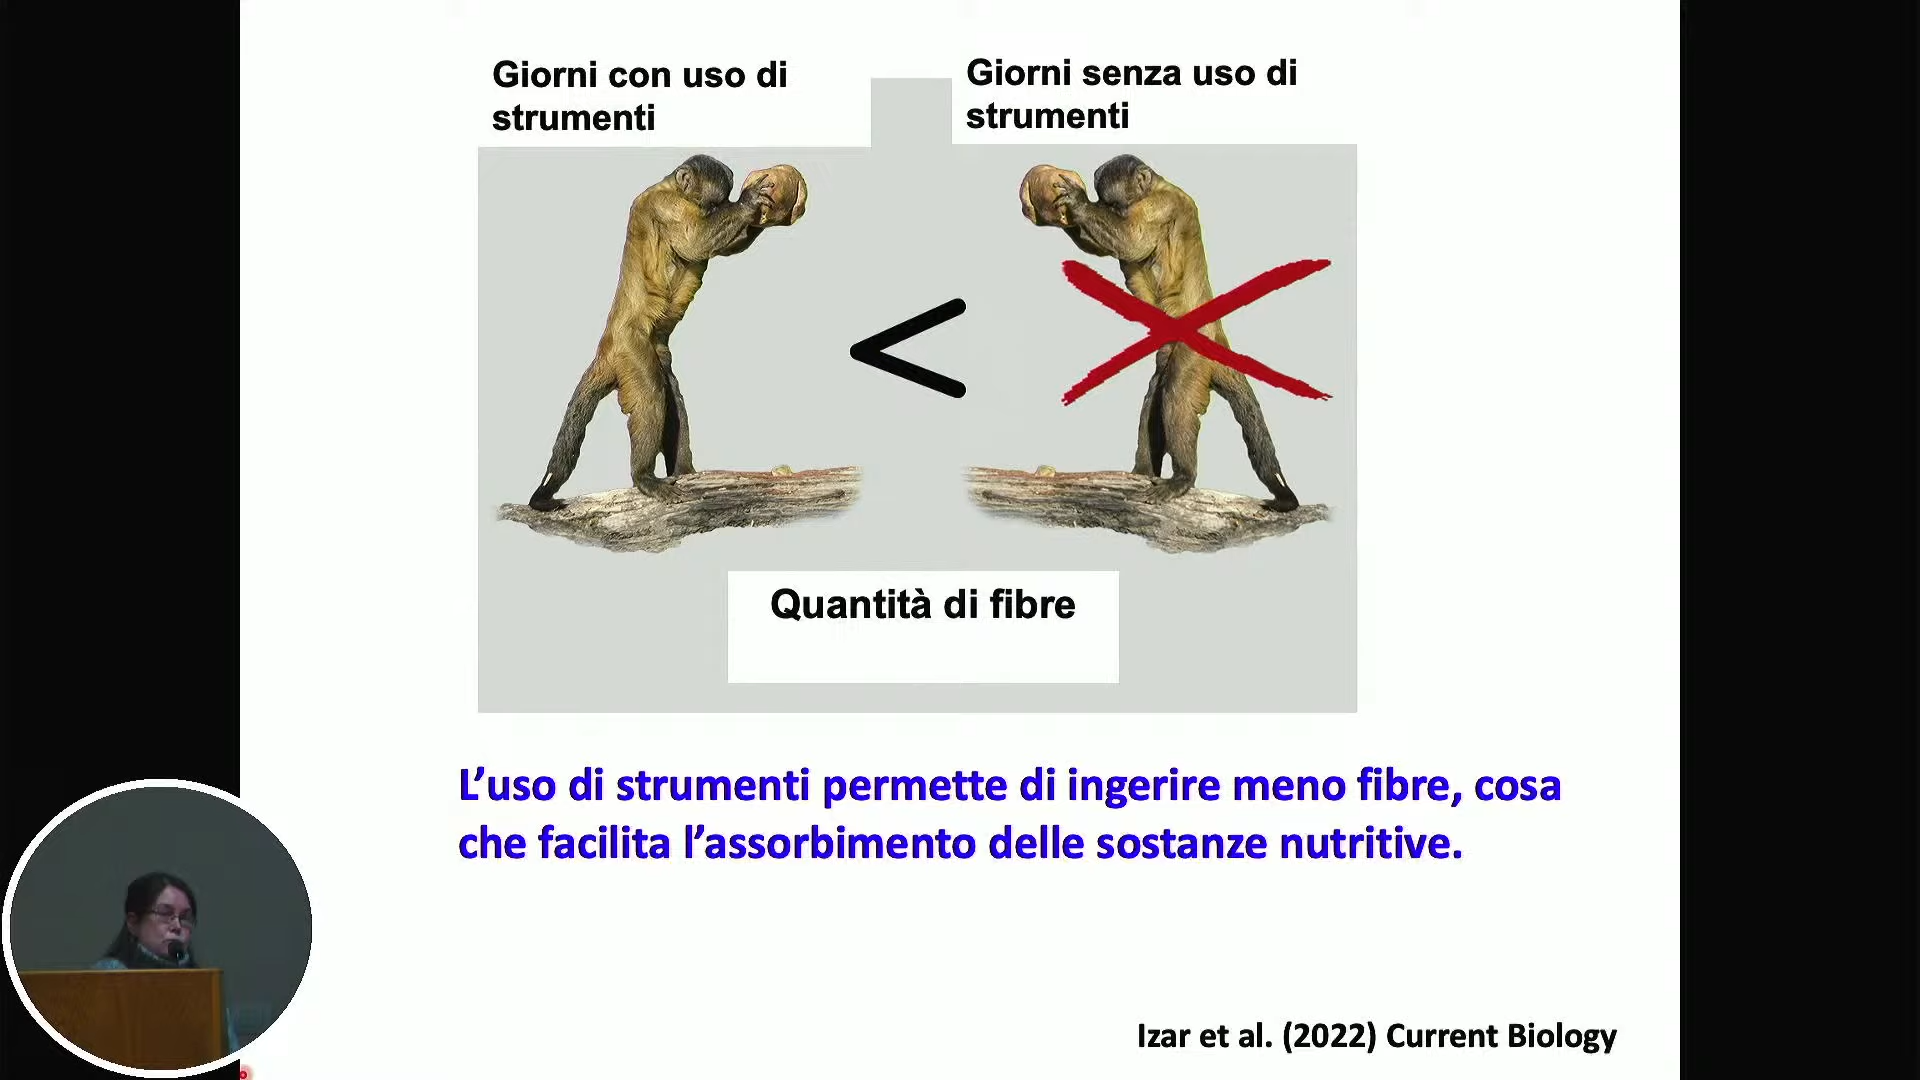 Giorni con uso di
strumenti
Giorni senza uso di
strumenti
<
Quantità di fibre
L'uso di strumenti permette di ingerire meno fibre, cosa
che facilita l'assorbimento delle sostanze nutritive.
Izar et al. (2022) Current Biology